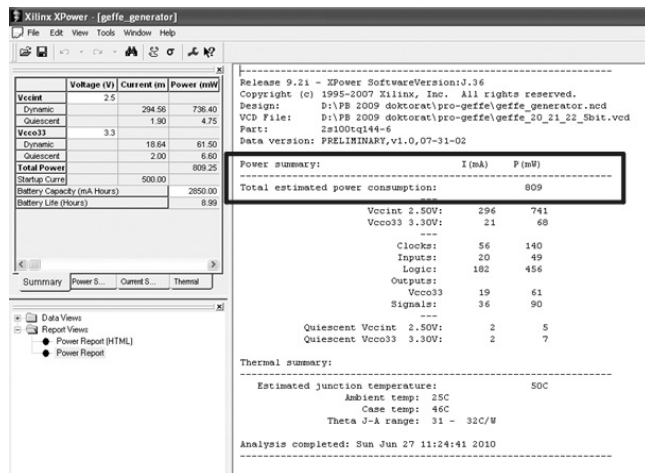 Xilinx XPower - [geffe_generator]
File Edit View Tools Window Help
Voltage (V) Current (m Power (mW
Vccint 2.5
Dynamic 294.56 736.40
Quiescent 1.90 4.75
Vcco33 3.3
Dynamic 18.64 61.50
Quiescent 2.00 6.60
Total Power 809.25
Startup Curre 500.00
Battery Capacity (mA Hours) 2850.00
Battery Life (Hours) 8.99
Summary Power S... Current S... Thermal
Data Views
Report Views
Power Report (HTML)
Power Report
Release 9.2i - XPower SoftwareVersion:J.36
Copyright (c) 1995-2007 Xilinx, Inc. All rights reserved.
Design: D:\PB 2009 doktorat\pro-geffe\geffe_generator.ncd
VCD File: D:\PB 2009 doktorat\pro-geffe\geffe_20_21_22_5bit.vcd
Part: 2s100tq144-6
Data version: PRELIMINARY,v1.0,07-31-02
Power summary: I(mA) P(mW)
Total estimated power consumption: 809
---
Vccint 2.50V: 296 741
Vcco33 3.30V: 21 68
---
Clocks: 56 140
Inputs: 20 49
Logic: 182 456
Outputs:
Vcco33 19 61
Signals: 36 90
---
Quiescent Vccint 2.50V: 2 5
Quiescent Vcco33 3.30V: 2 7
Thermal summary:
Estimated junction temperature: 50C
Ambient temp: 25C
Case temp: 46C
Theta J-A range: 31 - 32C/W
Analysis completed: Sun Jun 27 11:24:41 2010